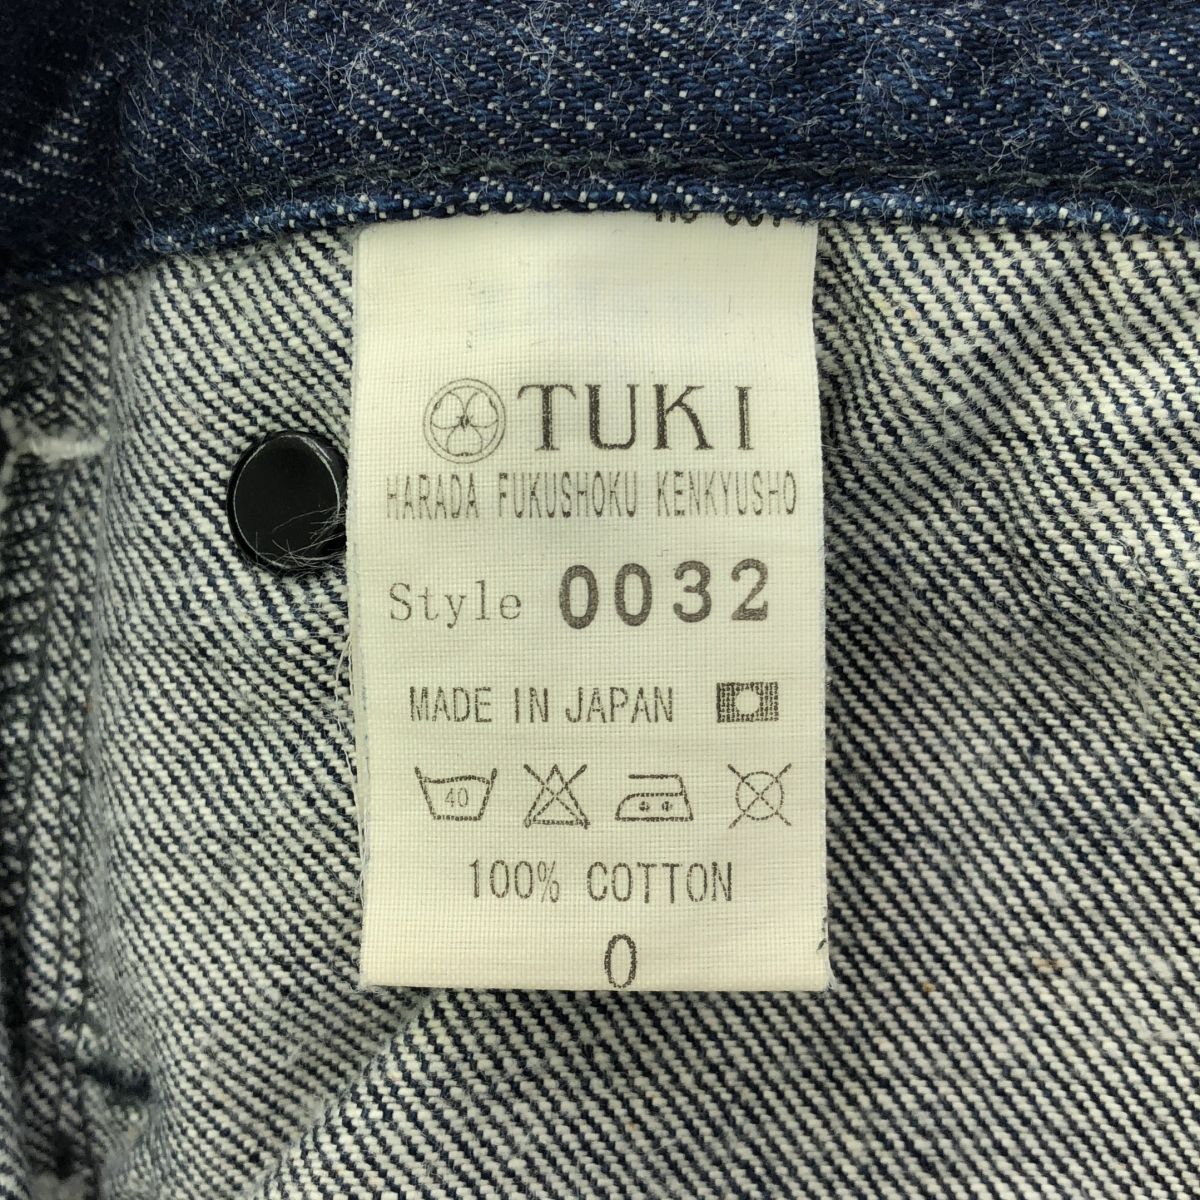 TUKI
HARADA FUKUSHOKU KENKYUSHO
Style 0032
MADE IN JAPAN
40
100% COTTON
0